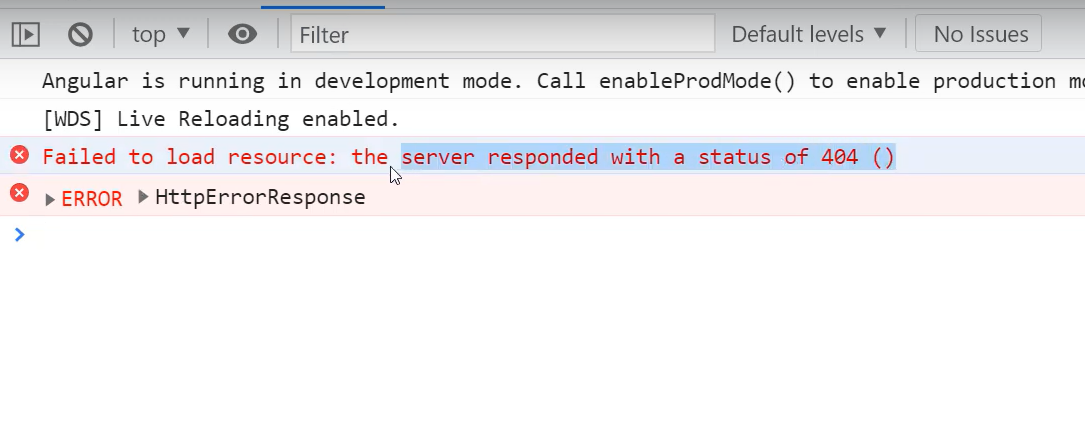 top
Filter
Default levels
No Issues
Angular is running in development mode. Call enableProdMode() to enable production
[WDS] Live Reloading enabled.
Failed to load resource: the server responded with a status of 404 ()
ERROR HttpErrorResponse